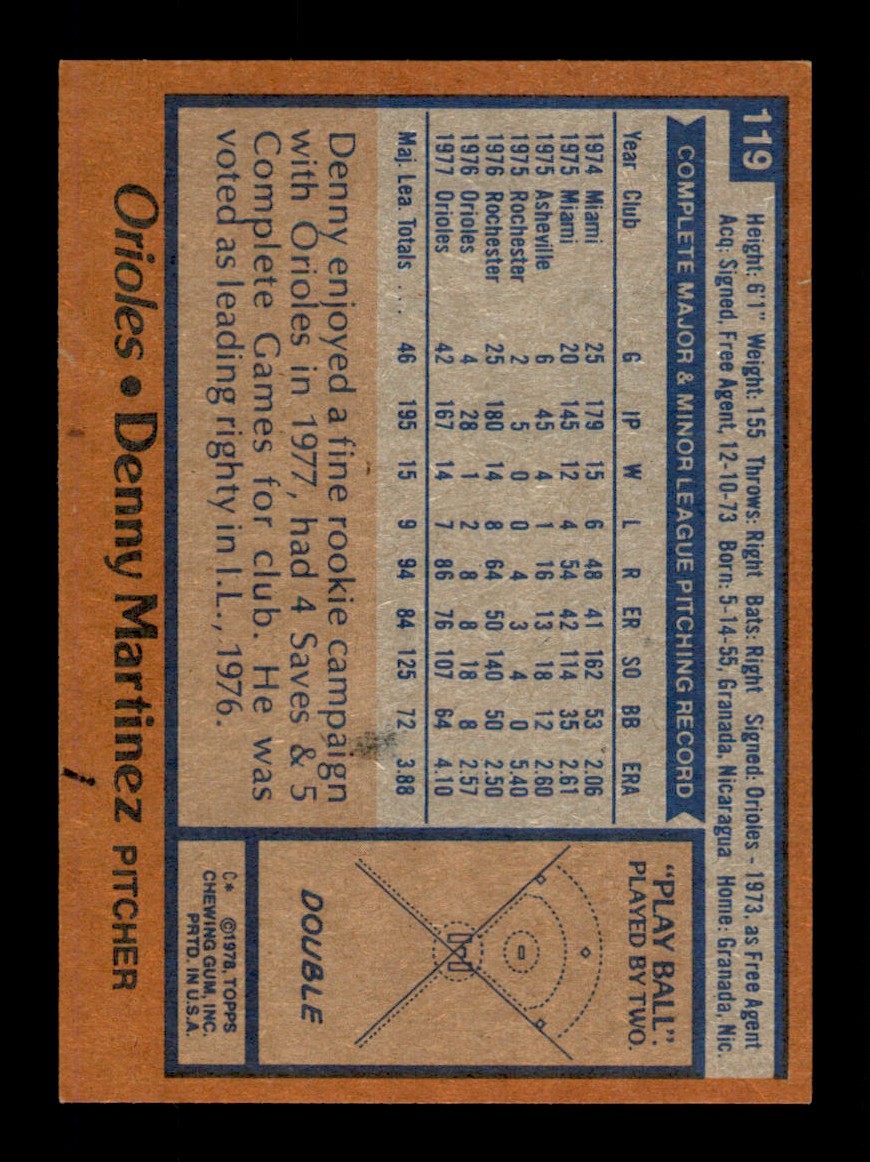 119
Height: 6'1" Weight: 155 Throws: Right Bats: Right Signed: Orioles - 1973, as Free Agent
Acq: Signed, Free Agent, 12-10-73 Born: 5-14-55, Granada, Nicaragua Home: Granada, Nic.
COMPLETE MAJOR & MINOR LEAGUE PITCHING RECORD
Year Club G IP W L R ER SO BB ERA
1974 Miami 25 179 15 6 48 41 162 53 2.06
1975 Miami 20 145 12 4 54 42 114 35 2.61
1975 Asheville 6 45 4 1 16 13 18 12 2.60
1975 Rochester 2 5 0 0 4 3 4 0 5.40
1976 Rochester 25 180 14 8 64 50 140 50 2.50
1976 Orioles 4 28 1 2 8 8 18 8 2.57
1977 Orioles 42 167 14 7 86 76 107 64 4.10
Maj. Lea. Totals .... 46 195 15 9 94 84 125 72 3.88
Denny enjoyed a fine rookie campaign
with Orioles in 1977, had 4 Saves & 5
Complete Games for club. He was
voted as leading righty in I.L., 1976.
"PLAY BALL".
PLAYED BY TWO.
DOUBLE
C* ©1978, TOPPS
CHEWING GUM, INC.
PRTD. IN U.S.A.
Orioles • Denny Martinez PITCHER